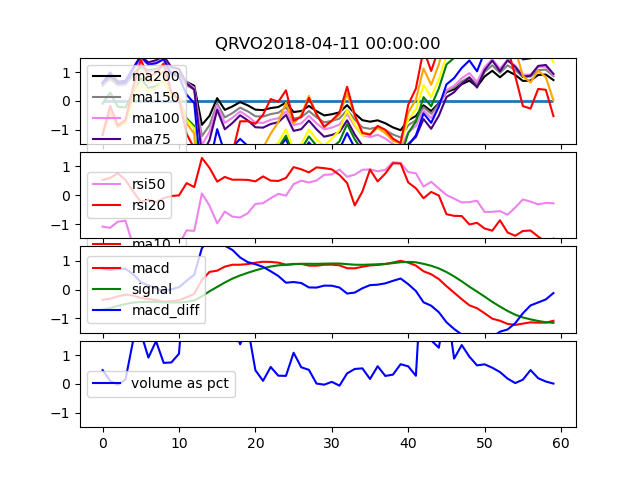 QRVO2018-04-11 00:00:00
1
0
−1
ma200
ma150
ma100
ma75
1
0
−1
rsi50
rsi20
ma10
1
0
−1
macd
signal
macd_diff
1
0
−1
volume as pct
0 10 20 30 40 50 60